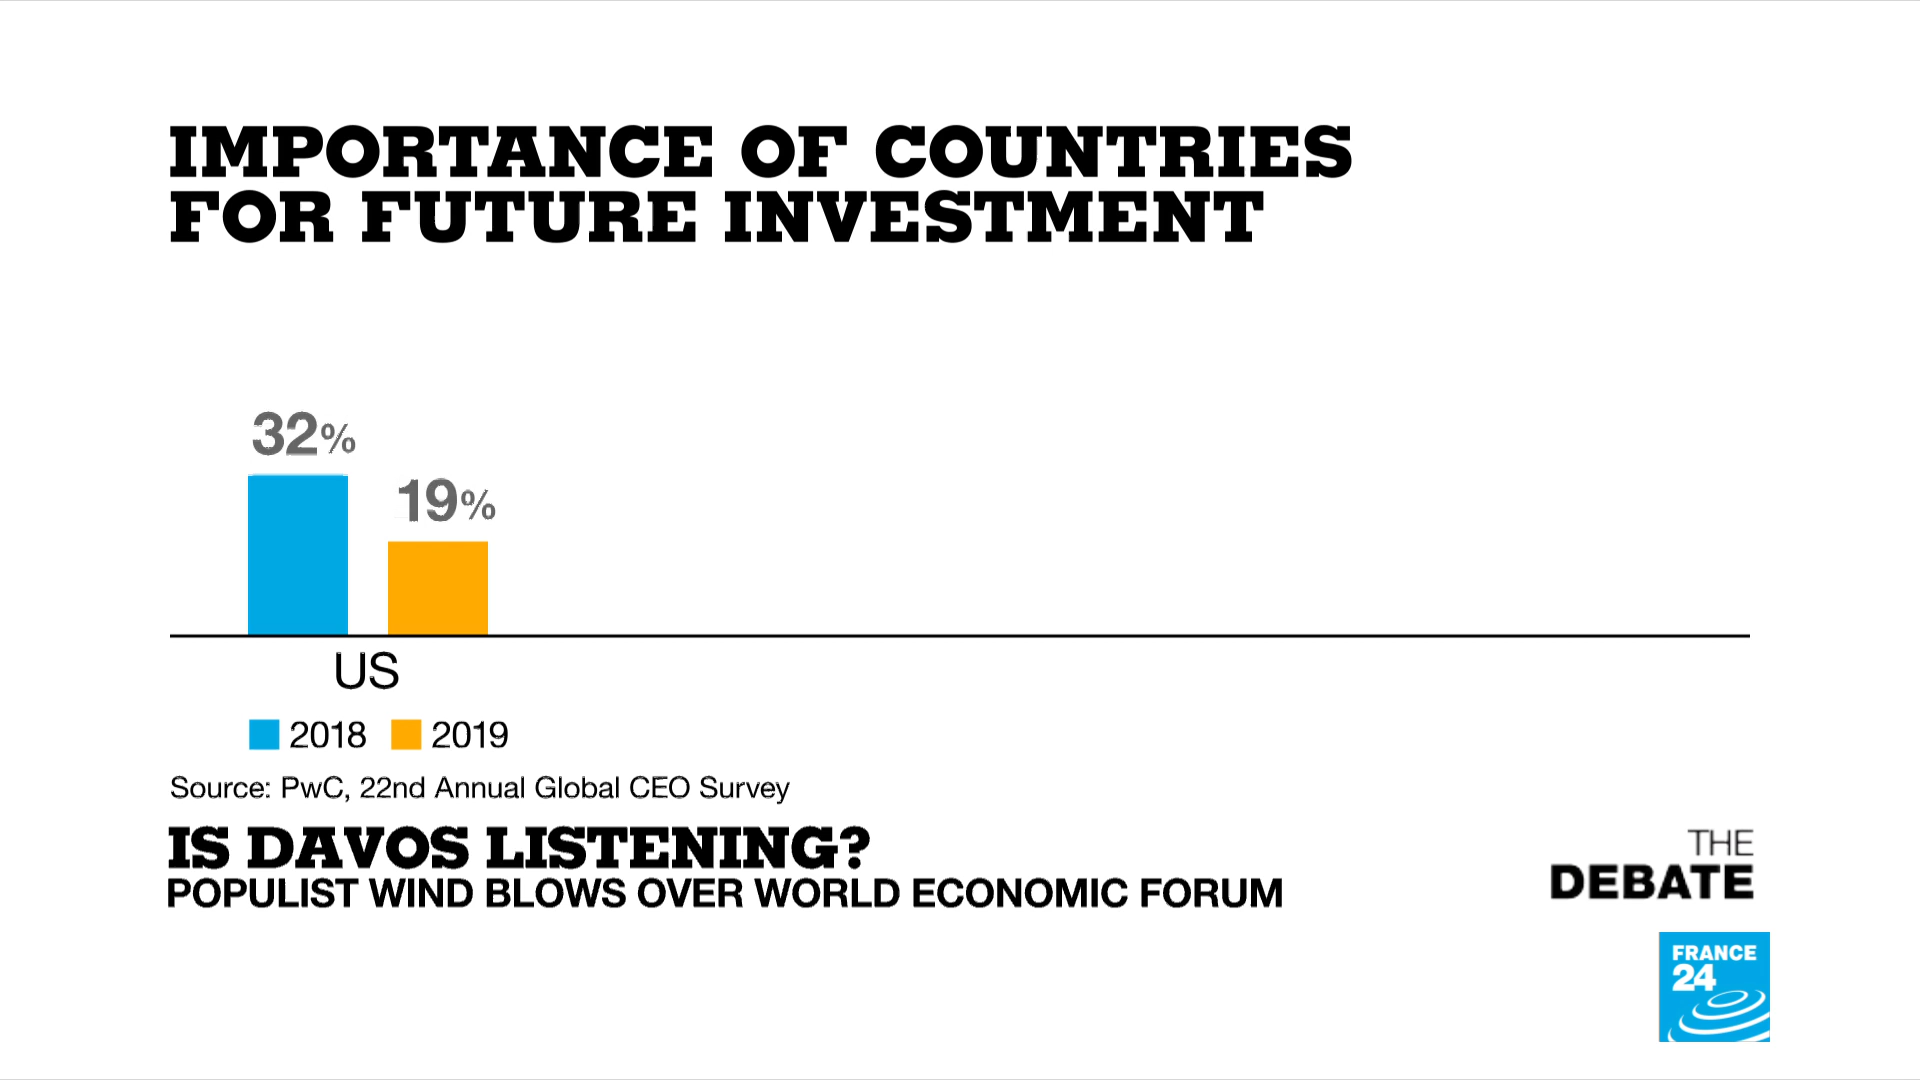 IMPORTANCE OF COUNTRIES
FOR FUTURE INVESTMENT
32%
19%
US
2018 2019
Source: PwC, 22nd Annual Global CEO Survey
IS DAVOS LISTENING?
POPULIST WIND BLOWS OVER WORLD ECONOMIC FORUM
THE
DEBATE
FRANCE
24